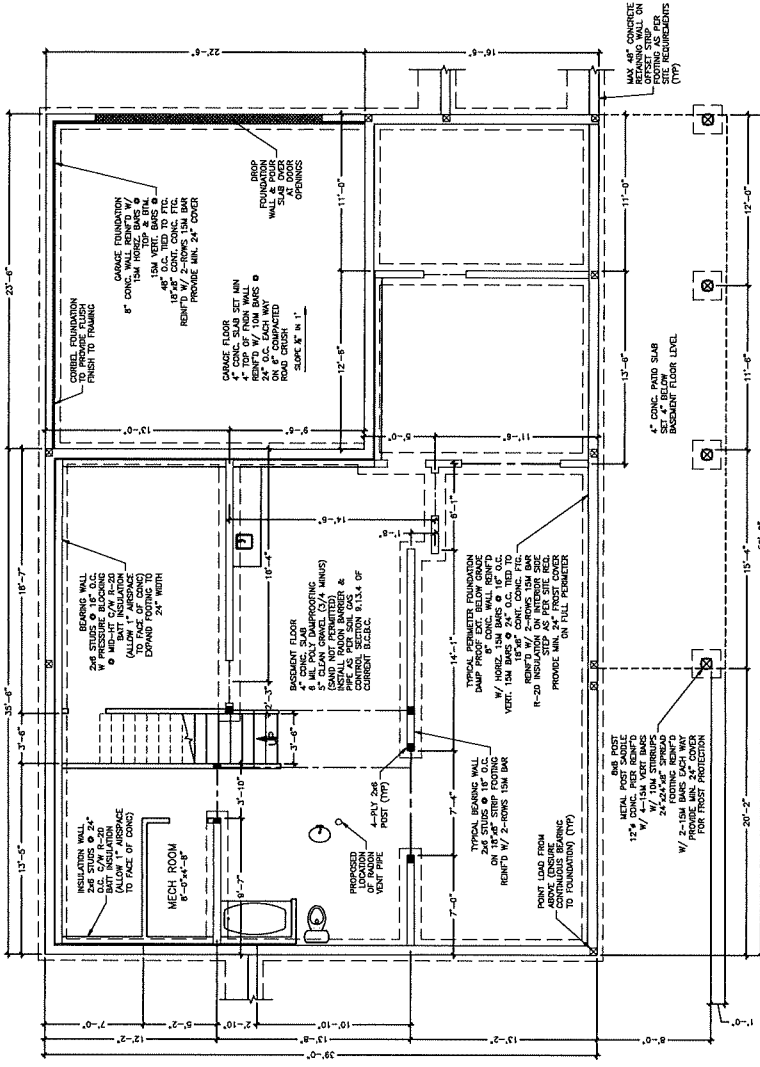 CORBEL FOUNDATION
TO PROVIDE FLUSH
FINISH TO FRAMING
GARAGE FOUNDATION
8" CONC. WALL REINF'D W/
15M HORIZ. BARS @
TOP & BTM.
15M VERT. BARS @
48" O.C. TIED TO FTG.
18"x8" CONT. CONC. FTG.
REINF'D W/ 2-ROWS 15M BAR
PROVIDE MIN. 24" COVER
DROP
FOUNDATION
WALL & POUR
SLAB OVER
AT DOOR
OPENINGS
GARAGE FLOOR
4" CONC. SLAB SET MIN
4" TOP OF FNDN WALL
REINF'D W/ 10M BARS @
24" O.C. EACH WAY
ON 6" COMPACTED
ROAD CRUSH
MAX 48" CONCRETE
RETAINING WALL ON
OFFSET STRIP
FOOTING AS PER
SITE REQUIREMENTS
(TYP)
BEARING WALL
2x6 STUDS @ 16" O.C.
W PRESSURE BLOCKING
@ MID-HT C/W R-20
BATT INSULATION
(ALLOW 1" AIRSPACE
TO FACE OF CONC)
EXPAND FOOTING TO
24" WIDTH
INSULATION WALL
2x6 STUDS @ 24"
O.C. C/W R-20
BATT INSULATION
(ALLOW 1" AIRSPACE
TO FACE OF CONC)
MECH ROOM
8'-0"x4'-8"
UP
BASEMENT FLOOR
4" CONC. SLAB
6 MIL POLY DAMPROOFING
5" CLEAN GRAVEL (3/4 MINUS)
(SAND NOT PERMITTED)
INSTALL RADON BARRIER &
PIPE AS PER SOIL GAS
CONTROL SECTION 9.13.4 OF
CURRENT B.C.B.C.
PROPOSED
LOCATION
OF RADON
VENT PIPE
4-PLY 2x6
POST (TYP)
TYPICAL PERIMETER FOUNDATION
DAMP PROOF EXT. BELOW GRADE
8" CONC. WALL REINF'D
W/ HORIZ. 15M BARS @ 16" O.C.
VERT. 15M BARS @ 24" O.C. TIED TO
18"x8" CONT. CONC. FTG.
REINF'D W/ 2-ROWS 15M BAR
R-20 INSULATION ON INTERIOR SIDE
STEP AS PER SITE REQ.
PROVIDE MIN. 24" FROST COVER
ON FULL PERIMETER
TYPICAL BEARING WALL
2x6 STUDS @ 16" O.C.
ON 18"x8" STRIP FOOTING
REINF'D W/ 2-ROWS 15M BAR
POINT LOAD FROM
ABOVE (ENSURE
CONTINUOUS BEARING
TO FOUNDATION) (TYP)
4" CONC. PATIO SLAB
SET 4" BELOW
BASEMENT FLOOR LEVEL
8x8 POST
METAL POST SADDLE
12"ø CONC. PIER REINF'D
W/ 4-15M VERT BARS
W/ 10M STIRRUPS
24"x24"x8" SPREAD
FOOTING REINF'D
W/ 2-15M BARS EACH WAY
PROVIDE MIN. 24" COVER
FOR FROST PROTECTION
35'-6"
23'-6"
13'-5"
3'-6"
18'-7"
22'-6"
16'-6"
13'-0"
9'-6"
12'-6"
11'-0"
5'-0"
11'-6"
13'-6"
11'-0"
18'-4"
14'-6"
2'-3"
3'-6"
3'-10"
9'-7"
1'-8"
6'-1"
14'-1"
7'-4"
7'-0"
7'-0"
5'-2"
2'-10"
10'-10"
12'-2"
13'-8"
13'-2"
39'-0"
8'-0"
1'-0"
20'-2"
15'-4"
11'-6"
12'-0"